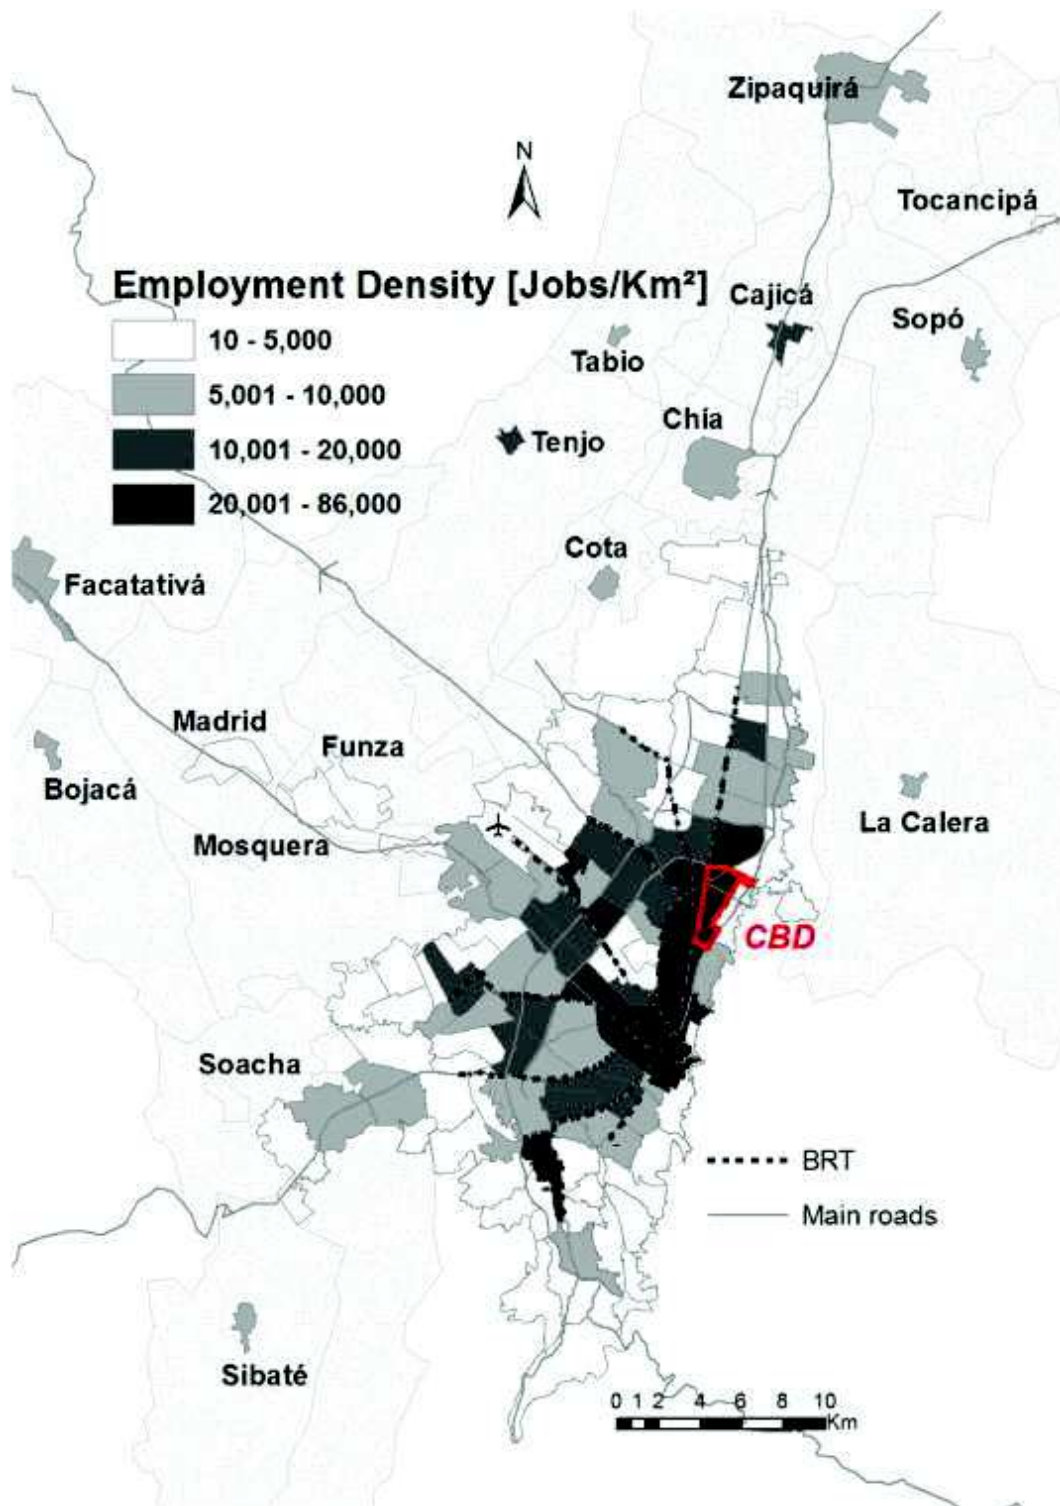 Zipaquirá
N
Tocancipá
Employment Density [Jobs/Km²]
10 - 5,000
5,001 - 10,000
10,001 - 20,000
20,001 - 86,000
Cajicá
Sopó
Tabio
Chía
Tenjo
Cota
Facatativá
Madrid
Funza
Bojacá
Mosquera
La Calera
CBD
Soacha
BRT
Main roads
Sibaté
0 1 2 4 6 8 10
Km